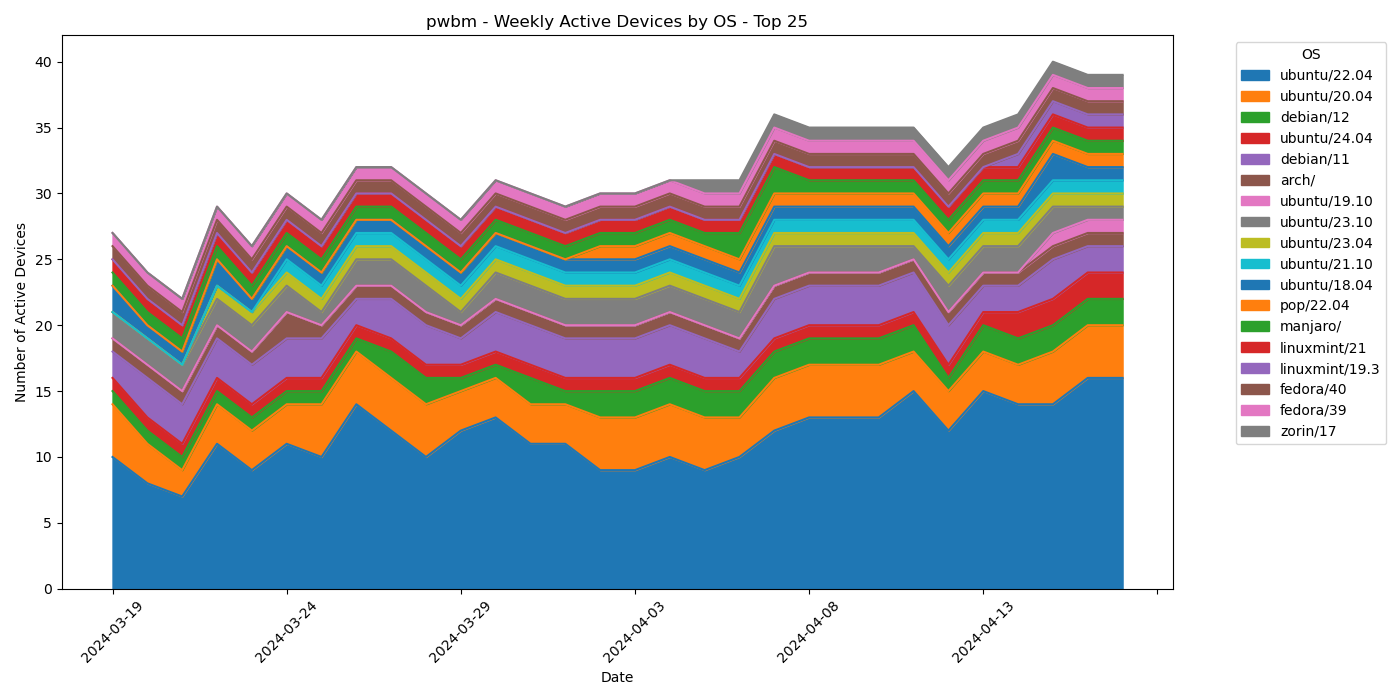 pwbm - Weekly Active Devices by OS - Top 25
Number of Active Devices
40
35
30
25
20
15
10
5
0
2024-03-19
2024-03-24
2024-03-29
2024-04-03
2024-04-08
2024-04-13
Date
OS
ubuntu/22.04
ubuntu/20.04
debian/12
ubuntu/24.04
debian/11
arch/
ubuntu/19.10
ubuntu/23.10
ubuntu/23.04
ubuntu/21.10
ubuntu/18.04
pop/22.04
manjaro/
linuxmint/21
linuxmint/19.3
fedora/40
fedora/39
zorin/17